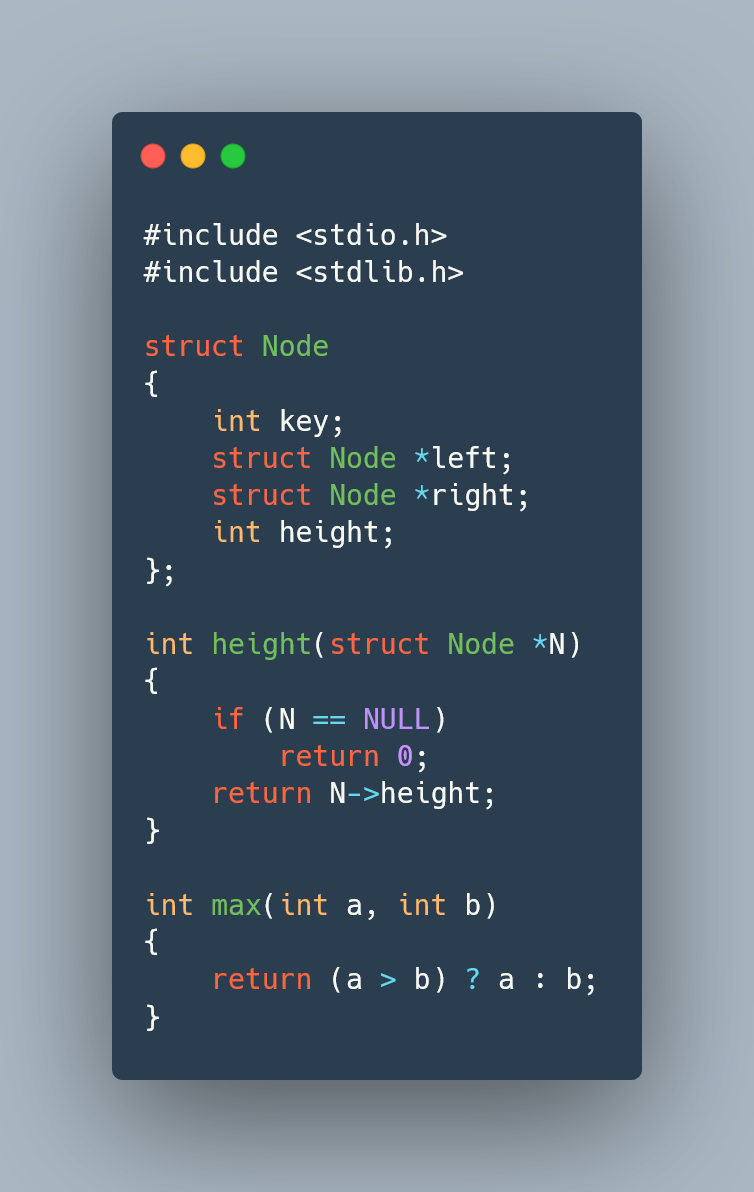 #include <stdio.h>
#include <stdlib.h>

struct Node
{
    int key;
    struct Node *left;
    struct Node *right;
    int height;
};

int height(struct Node *N)
{
    if (N == NULL)
        return 0;
    return N->height;
}

int max(int a, int b)
{
    return (a > b) ? a : b;
}